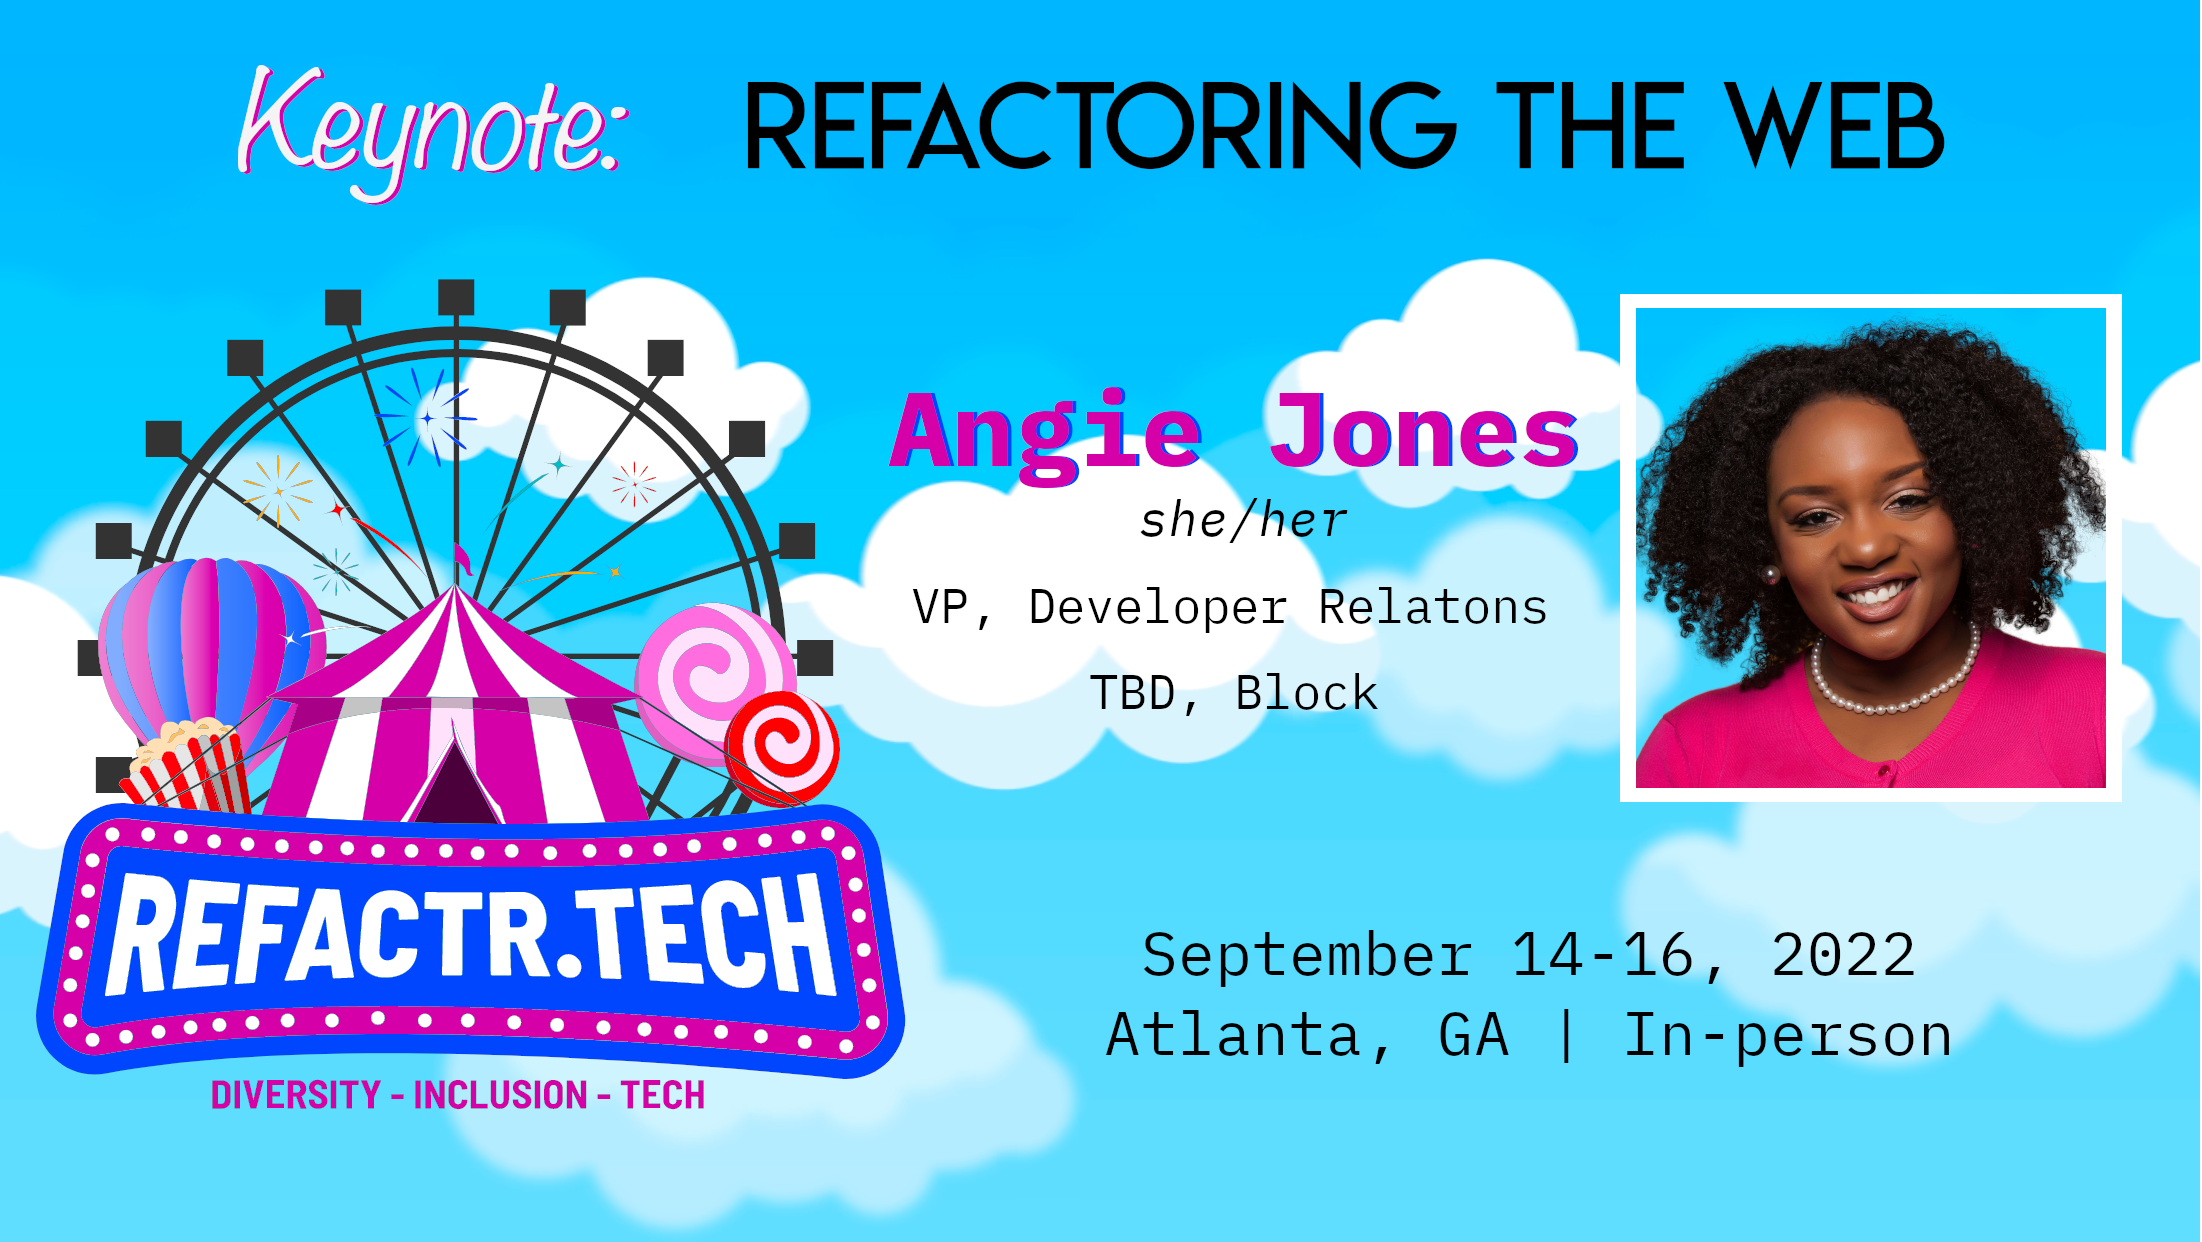 Keynote: REFACTORING THE WEB
Angie Jones
she/her
VP, Developer Relatons
TBD, Block
REFACTR.TECH
DIVERSITY - INCLUSION - TECH
September 14-16, 2022
Atlanta, GA | In-person